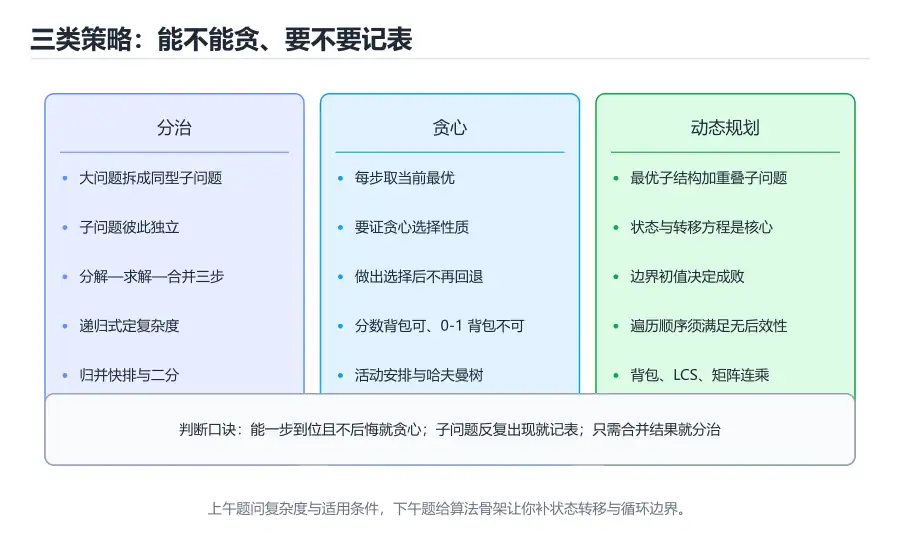 三类策略：能不能贪、要不要记表
分治
• 大问题拆成同型子问题
• 子问题彼此独立
• 分解—求解—合并三步
• 递归式定复杂度
• 归并快排与二分
贪心
• 每步取当前最优
• 要证贪心选择性质
• 做出选择后不再回退
• 分数背包可、0-1 背包不可
• 活动安排与哈夫曼树
动态规划
• 最优子结构加重叠子问题
• 状态与转移方程是核心
• 边界初值决定成败
• 遍历顺序须满足无后效性
• 背包、LCS、矩阵连乘
判断口诀：能一步到位且不后悔就贪心；子问题反复出现就记表；只需合并结果就分治
上午题问复杂度与适用条件，下午题给算法骨架让你补状态转移与循环边界。